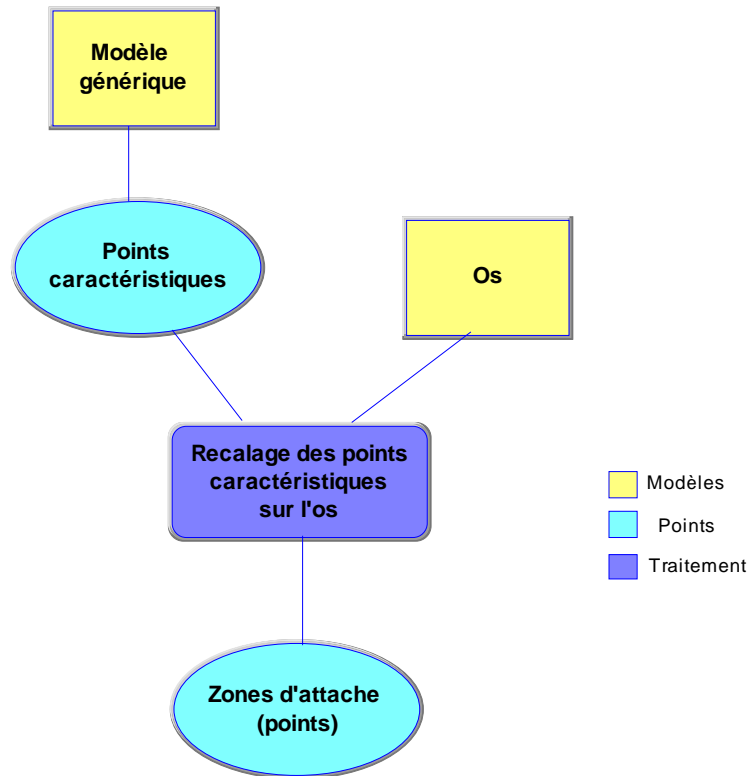 Modèle
générique
Points
caractéristiques
Os
Recalage des points
caractéristiques
sur l'os
Modèles
Points
Traitement
Zones d'attache
(points)